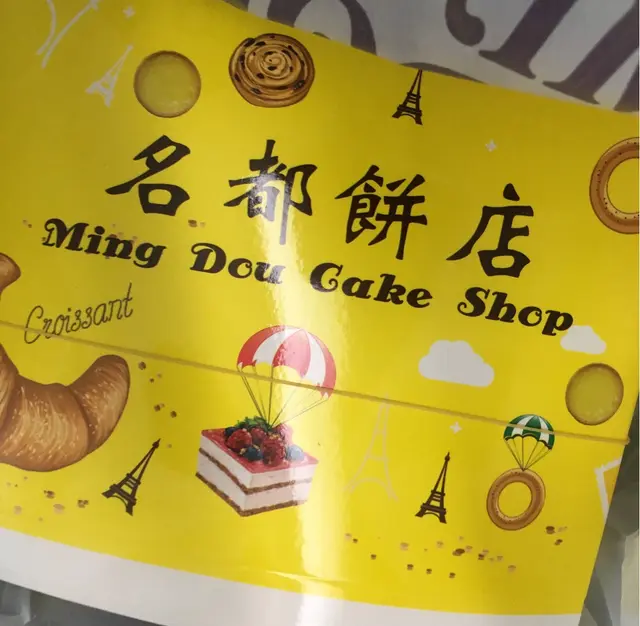 名都餅店
Ming Dou Cake Shop
Croissant